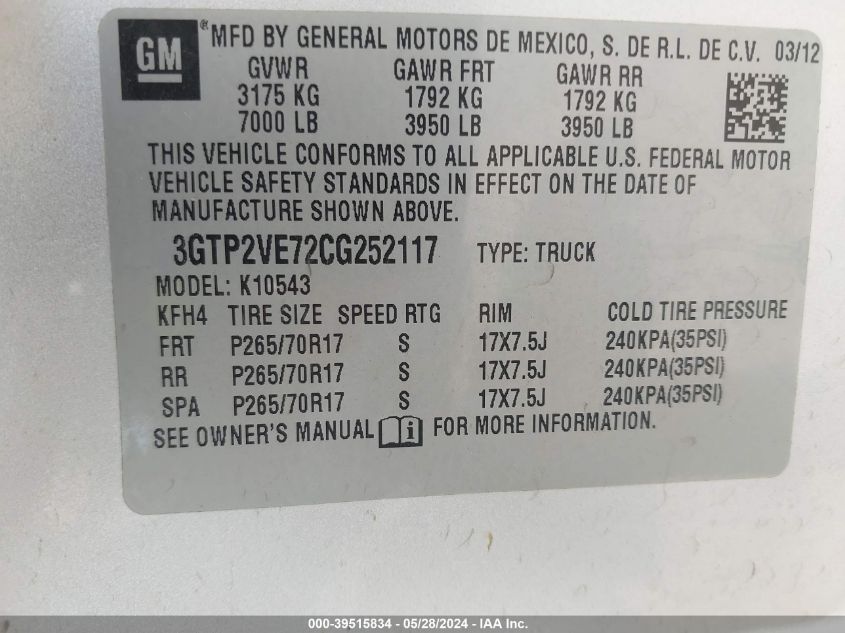 GM ® MFD BY GENERAL MOTORS DE MEXICO, S. DE R.L. DE C.V. 03/12
GVWR GAWR FRT GAWR RR
3175 KG 1792 KG 1792 KG
7000 LB 3950 LB 3950 LB
THIS VEHICLE CONFORMS TO ALL APPLICABLE U.S. FEDERAL MOTOR
VEHICLE SAFETY STANDARDS IN EFFECT ON THE DATE OF
MANUFACTURE SHOWN ABOVE.
3GTP2VE72CG252117 TYPE: TRUCK
MODEL: K10543
KFH4 TIRE SIZE SPEED RTG RIM COLD TIRE PRESSURE
FRT P265/70R17 S 17X7.5J 240KPA(35PSI)
RR P265/70R17 S 17X7.5J 240KPA(35PSI)
SPA P265/70R17 S 17X7.5J 240KPA(35PSI)
SEE OWNER'S MANUAL i FOR MORE INFORMATION.
000-39515834 - 05/28/2024 - IAA Inc.